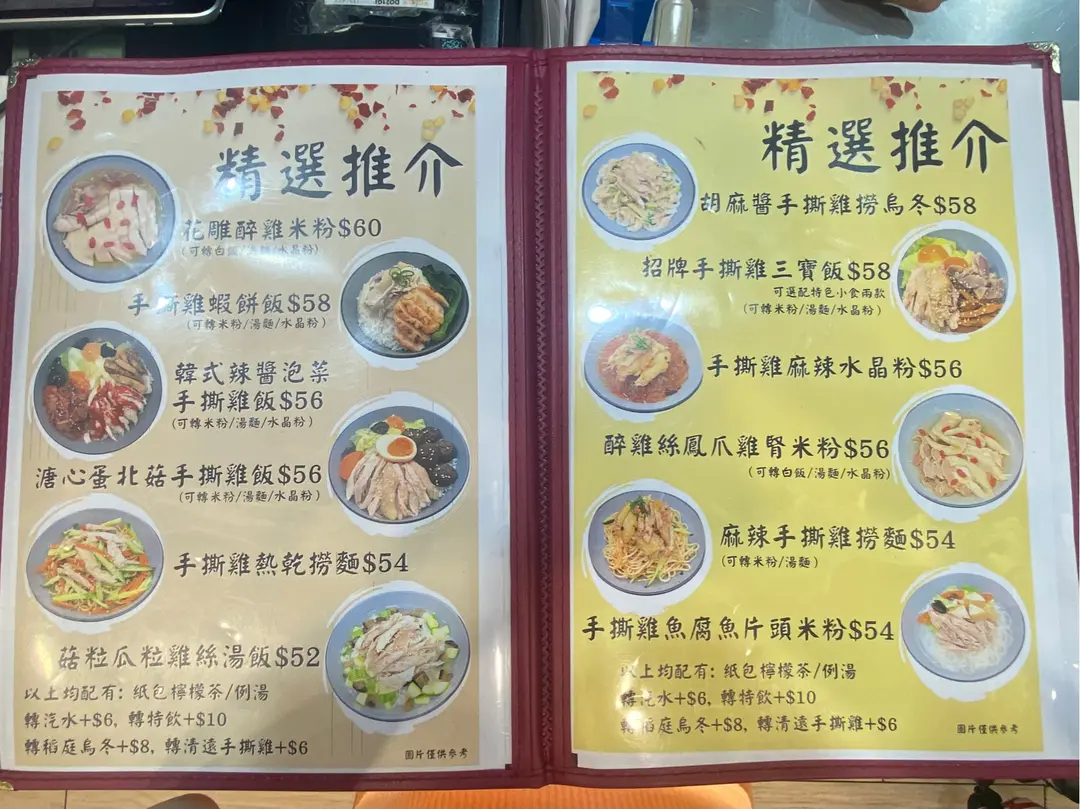 精選推介
花雕醉雞米粉$60
(可轉白飯/湯麵/水晶粉)
手撕雞蝦餅飯$58
(可轉米粉/湯麵/水晶粉)
韓式辣醬泡菜
手撕雞飯$56
(可轉米粉/湯麵/水晶粉)
溏心蛋北菇手撕雞飯$56
(可轉米粉/湯麵/水晶粉)
手撕雞熱乾撈麵$54
菇粒瓜粒雞絲湯飯$52
以上均配有: 紙包檸檬茶/例湯
轉汽水+$6, 轉特飲+$10
轉稻庭烏冬+$8, 轉清遠手撕雞+$6
圖片僅供參考
精選推介
胡麻醬手撕雞撈烏冬$58
招牌手撕雞三寶飯$58
可選配特色小食兩款
(可轉米粉/湯麵/水晶粉)
手撕雞麻辣水晶粉$56
醉雞絲鳳爪雞腎米粉$56
(可轉白飯/湯麵/水晶粉)
麻辣手撕雞撈麵$54
(可轉米粉/湯麵)
手撕雞魚腐魚片頭米粉$54
以上均配有: 紙包檸檬茶/例湯
轉汽水+$6, 轉特飲+$10
轉稻庭烏冬+$8, 轉清遠手撕雞+$6
圖片僅供參考